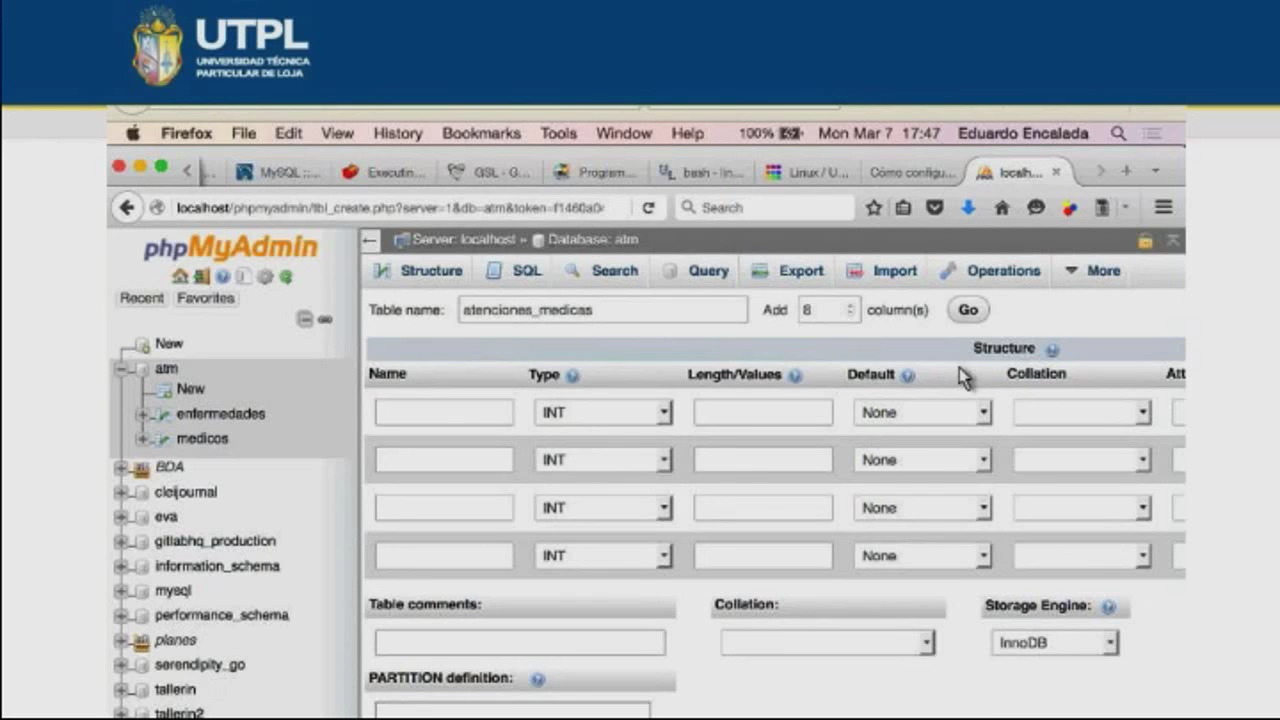 UTPL
UNIVERSIDAD TÉCNICA
PARTICULAR DE LOJA
Firefox File Edit View History Bookmarks Tools Window Help 100% Mon Mar 7 17:47 Eduardo Encalada
... MySQL ::... Executin... GSL - G... Program... bash - lin... Linux / U... Cómo configu... localh...
localhost/phpmyadmin/tbl_create.php?server=1&db=atm&token=f1460a0 Search
phpMyAdmin
Recent Favorites
New
atm
New
enfermedades
medicos
BDA
cleijournal
eva
gitlabhq_production
information_schema
mysql
performance_schema
planes
serendipity_go
tallerin
tallerin2
Server: localhost » Database: atm
Structure SQL Search Query Export Import Operations More
Table name: atenciones_medicas Add 8 column(s) Go
Structure
Name Type Length/Values Default Collation Att
INT None
INT None
INT None
INT None
Table comments: Collation: Storage Engine:
InnoDB
PARTITION definition: